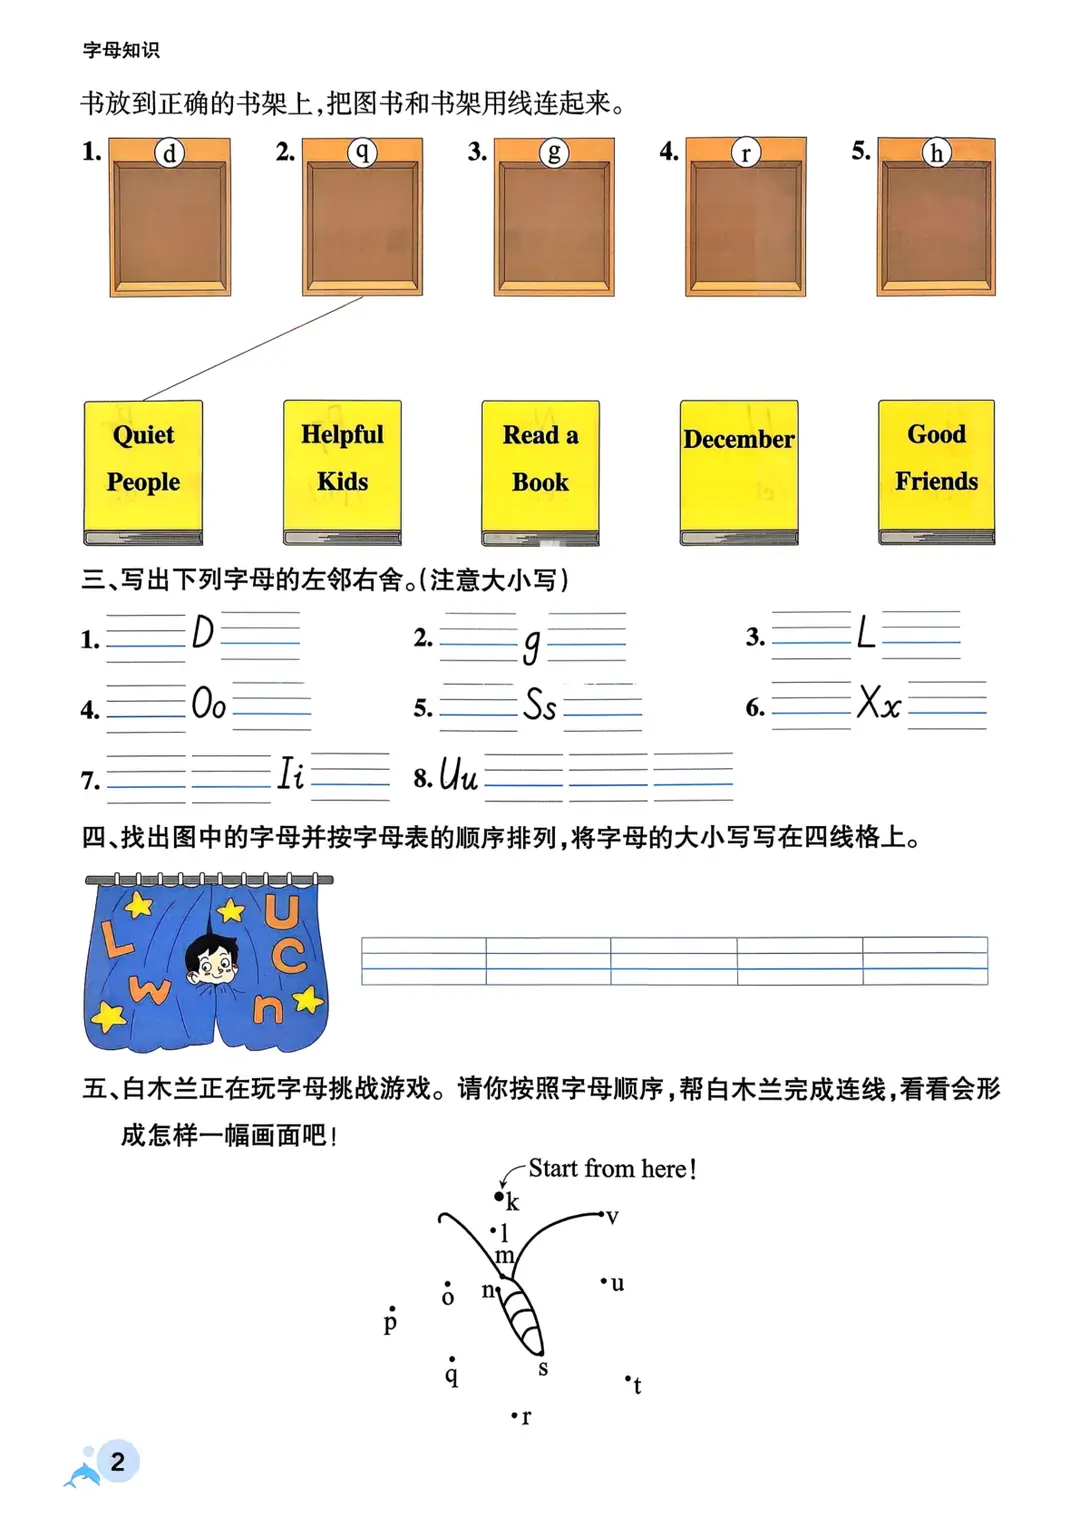 字母知识
书放到正确的书架上,把图书和书架用线连起来。
1. d 2. q 3. g 4. r 5. h
Quiet People
Helpful Kids
Read a Book
December
Good Friends
三、写出下列字母的左邻右舍。(注意大小写)
1. D 2. g 3. L
4. Oo 5. Ss 6. Xx
7. Ii 8. Uu
四、找出图中的字母并按字母表的顺序排列,将字母的大小写写在四线格上。
L U
w C
n
五、白木兰正在玩字母挑战游戏。请你按照字母顺序,帮白木兰完成连线,看看会形
成怎样一幅画面吧!
Start from here!
k
l
m
v
n
o
u
p
q
s
t
r
2